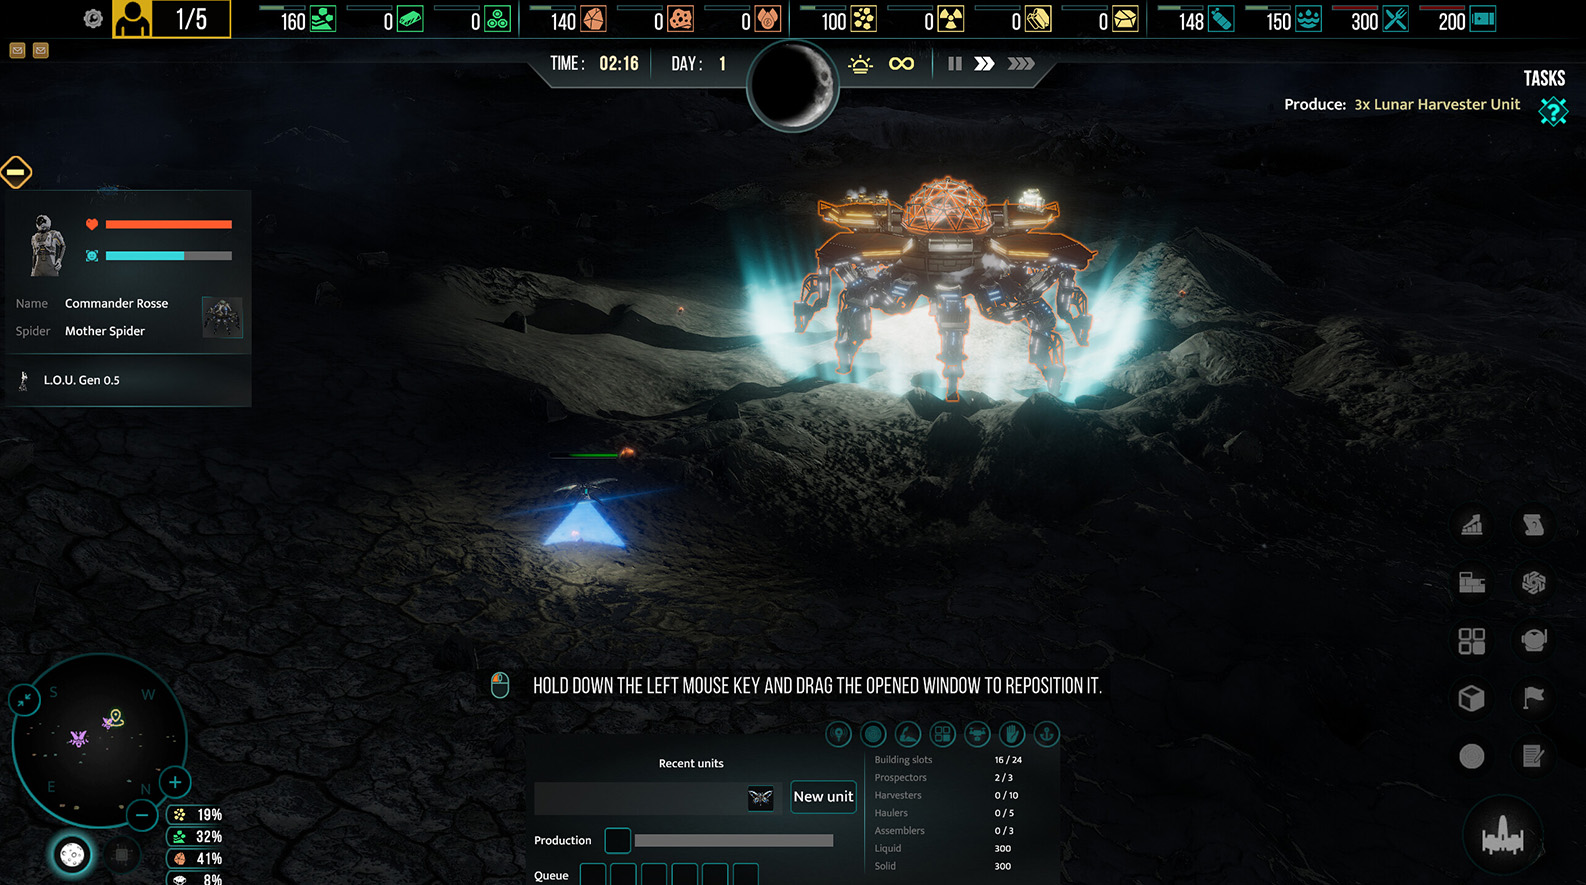 1/5
160 0 0 140 0 0 100 0 0 0 148 150 300 200
TIME : 02:16 DAY : 1
TASKS
Produce: 3x Lunar Harvester Unit
Name Commander Rosse
Spider Mother Spider
L.O.U. Gen 0.5
HOLD DOWN THE LEFT MOUSE KEY AND DRAG THE OPENED WINDOW TO REPOSITION IT.
S W
E N
19%
32%
41%
8%
Recent units
New unit
Production
Queue
Building slots 16 / 24
Prospectors 2 / 3
Harvesters 0 / 10
Haulers 0 / 5
Assemblers 0 / 3
Liquid 300
Solid 300